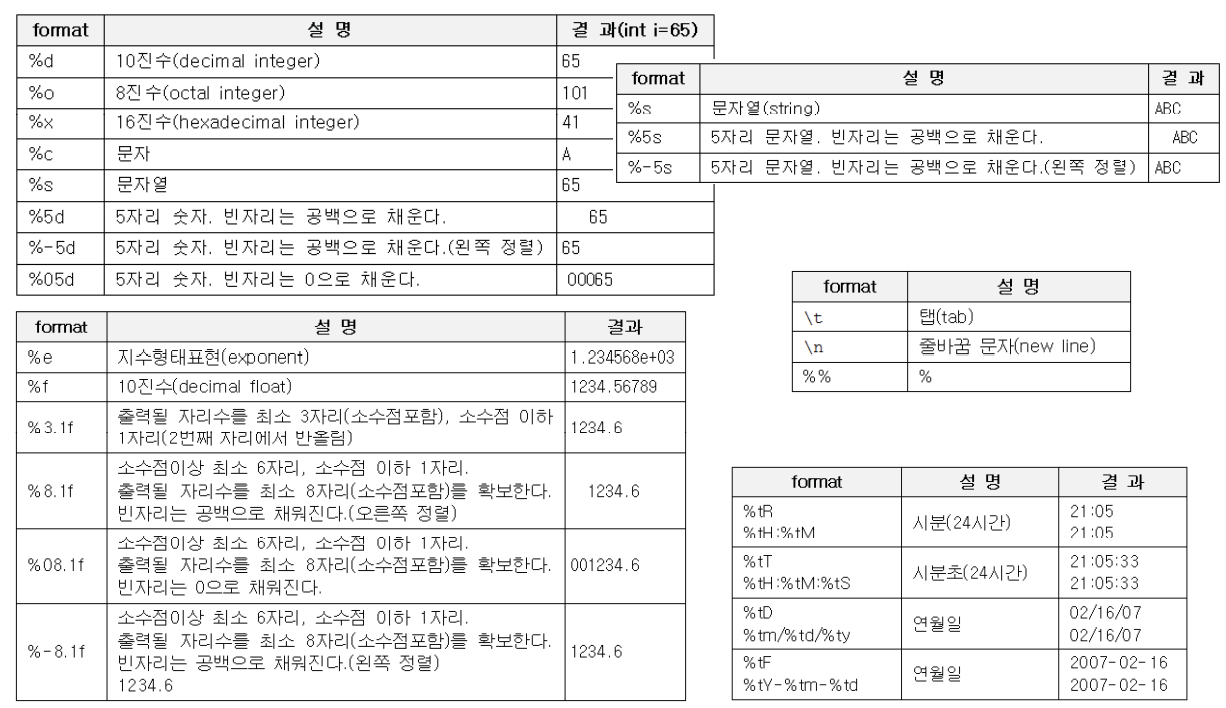 format 설 명 결 과(int i=65)
%d 10진수(decimal integer) 65
%o 8진수(octal integer) 101
%x 16진수(hexadecimal integer) 41
%c 문자 A
%s 문자열 65
%5d 5자리 숫자. 빈자리는 공백으로 채운다. 65
%-5d 5자리 숫자. 빈자리는 공백으로 채운다.(왼쪽 정렬) 65
%05d 5자리 숫자. 빈자리는 0으로 채운다. 00065
format 설 명 결 과
%s 문자열(string) ABC
%5s 5자리 문자열. 빈자리는 공백으로 채운다. ABC
%-5s 5자리 문자열. 빈자리는 공백으로 채운다.(왼쪽 정렬) ABC
format 설 명
\t 탭(tab)
\n 줄바꿈 문자(new line)
%% %
format 설 명 결과
%e 지수형태표현(exponent) 1.234568e+03
%f 10진수(decimal float) 1234.56789
%3.1f 출력될 자리수를 최소 3자리(소수점포함), 소수점 이하 1234.6
1자리(2번째 자리에서 반올림)
소수점이상 최소 6자리, 소수점 이하 1자리.
%8.1f 출력될 자리수를 최소 8자리(소수점포함)를 확보한다. 1234.6
빈자리는 공백으로 채워진다.(오른쪽 정렬)
소수점이상 최소 6자리, 소수점 이하 1자리.
%08.1f 출력될 자리수를 최소 8자리(소수점포함)를 확보한다. 001234.6
빈자리는 0으로 채워진다.
소수점이상 최소 6자리, 소수점 이하 1자리.
출력될 자리수를 최소 8자리(소수점포함)를 확보한다.
%-8.1f 빈자리는 공백으로 채워진다.(왼쪽 정렬) 1234.6
1234.6
format 설 명 결 과
%tR 21:05
시분(24시간)
%tH:%tM 21:05
%tT 21:05:33
시분초(24시간)
%tH:%tM:%tS 21:05:33
%tD 02/16/07
연월일
%tm/%td/%ty 02/16/07
%tF 2007-02-16
연월일
%tY-%tm-%td 2007-02-16